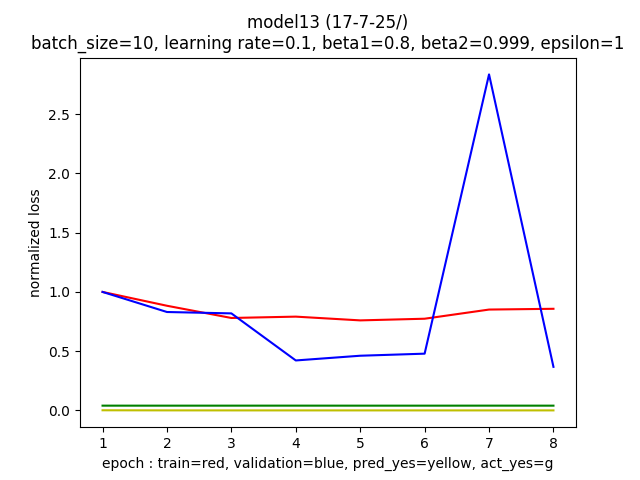 model13 (17-7-25/)
batch_size=10, learning rate=0.1, beta1=0.8, beta2=0.999, epsilon=1
normalized loss
2.5
2.0
1.5
1.0
0.5
0.0
1 2 3 4 5 6 7 8
epoch : train=red, validation=blue, pred_yes=yellow, act_yes=g